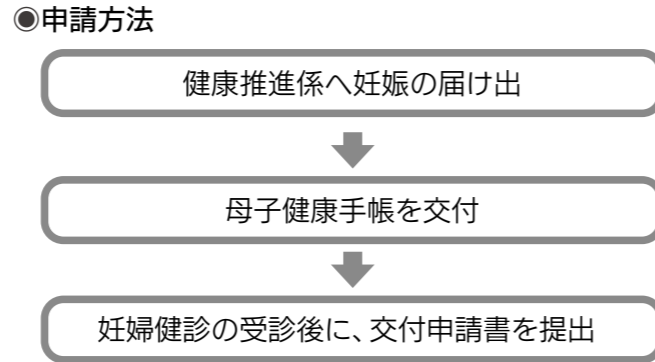 ◉申請方法
健康推進係へ妊娠の届け出
母子健康手帳を交付
妊婦健診の受診後に、交付申請書を提出